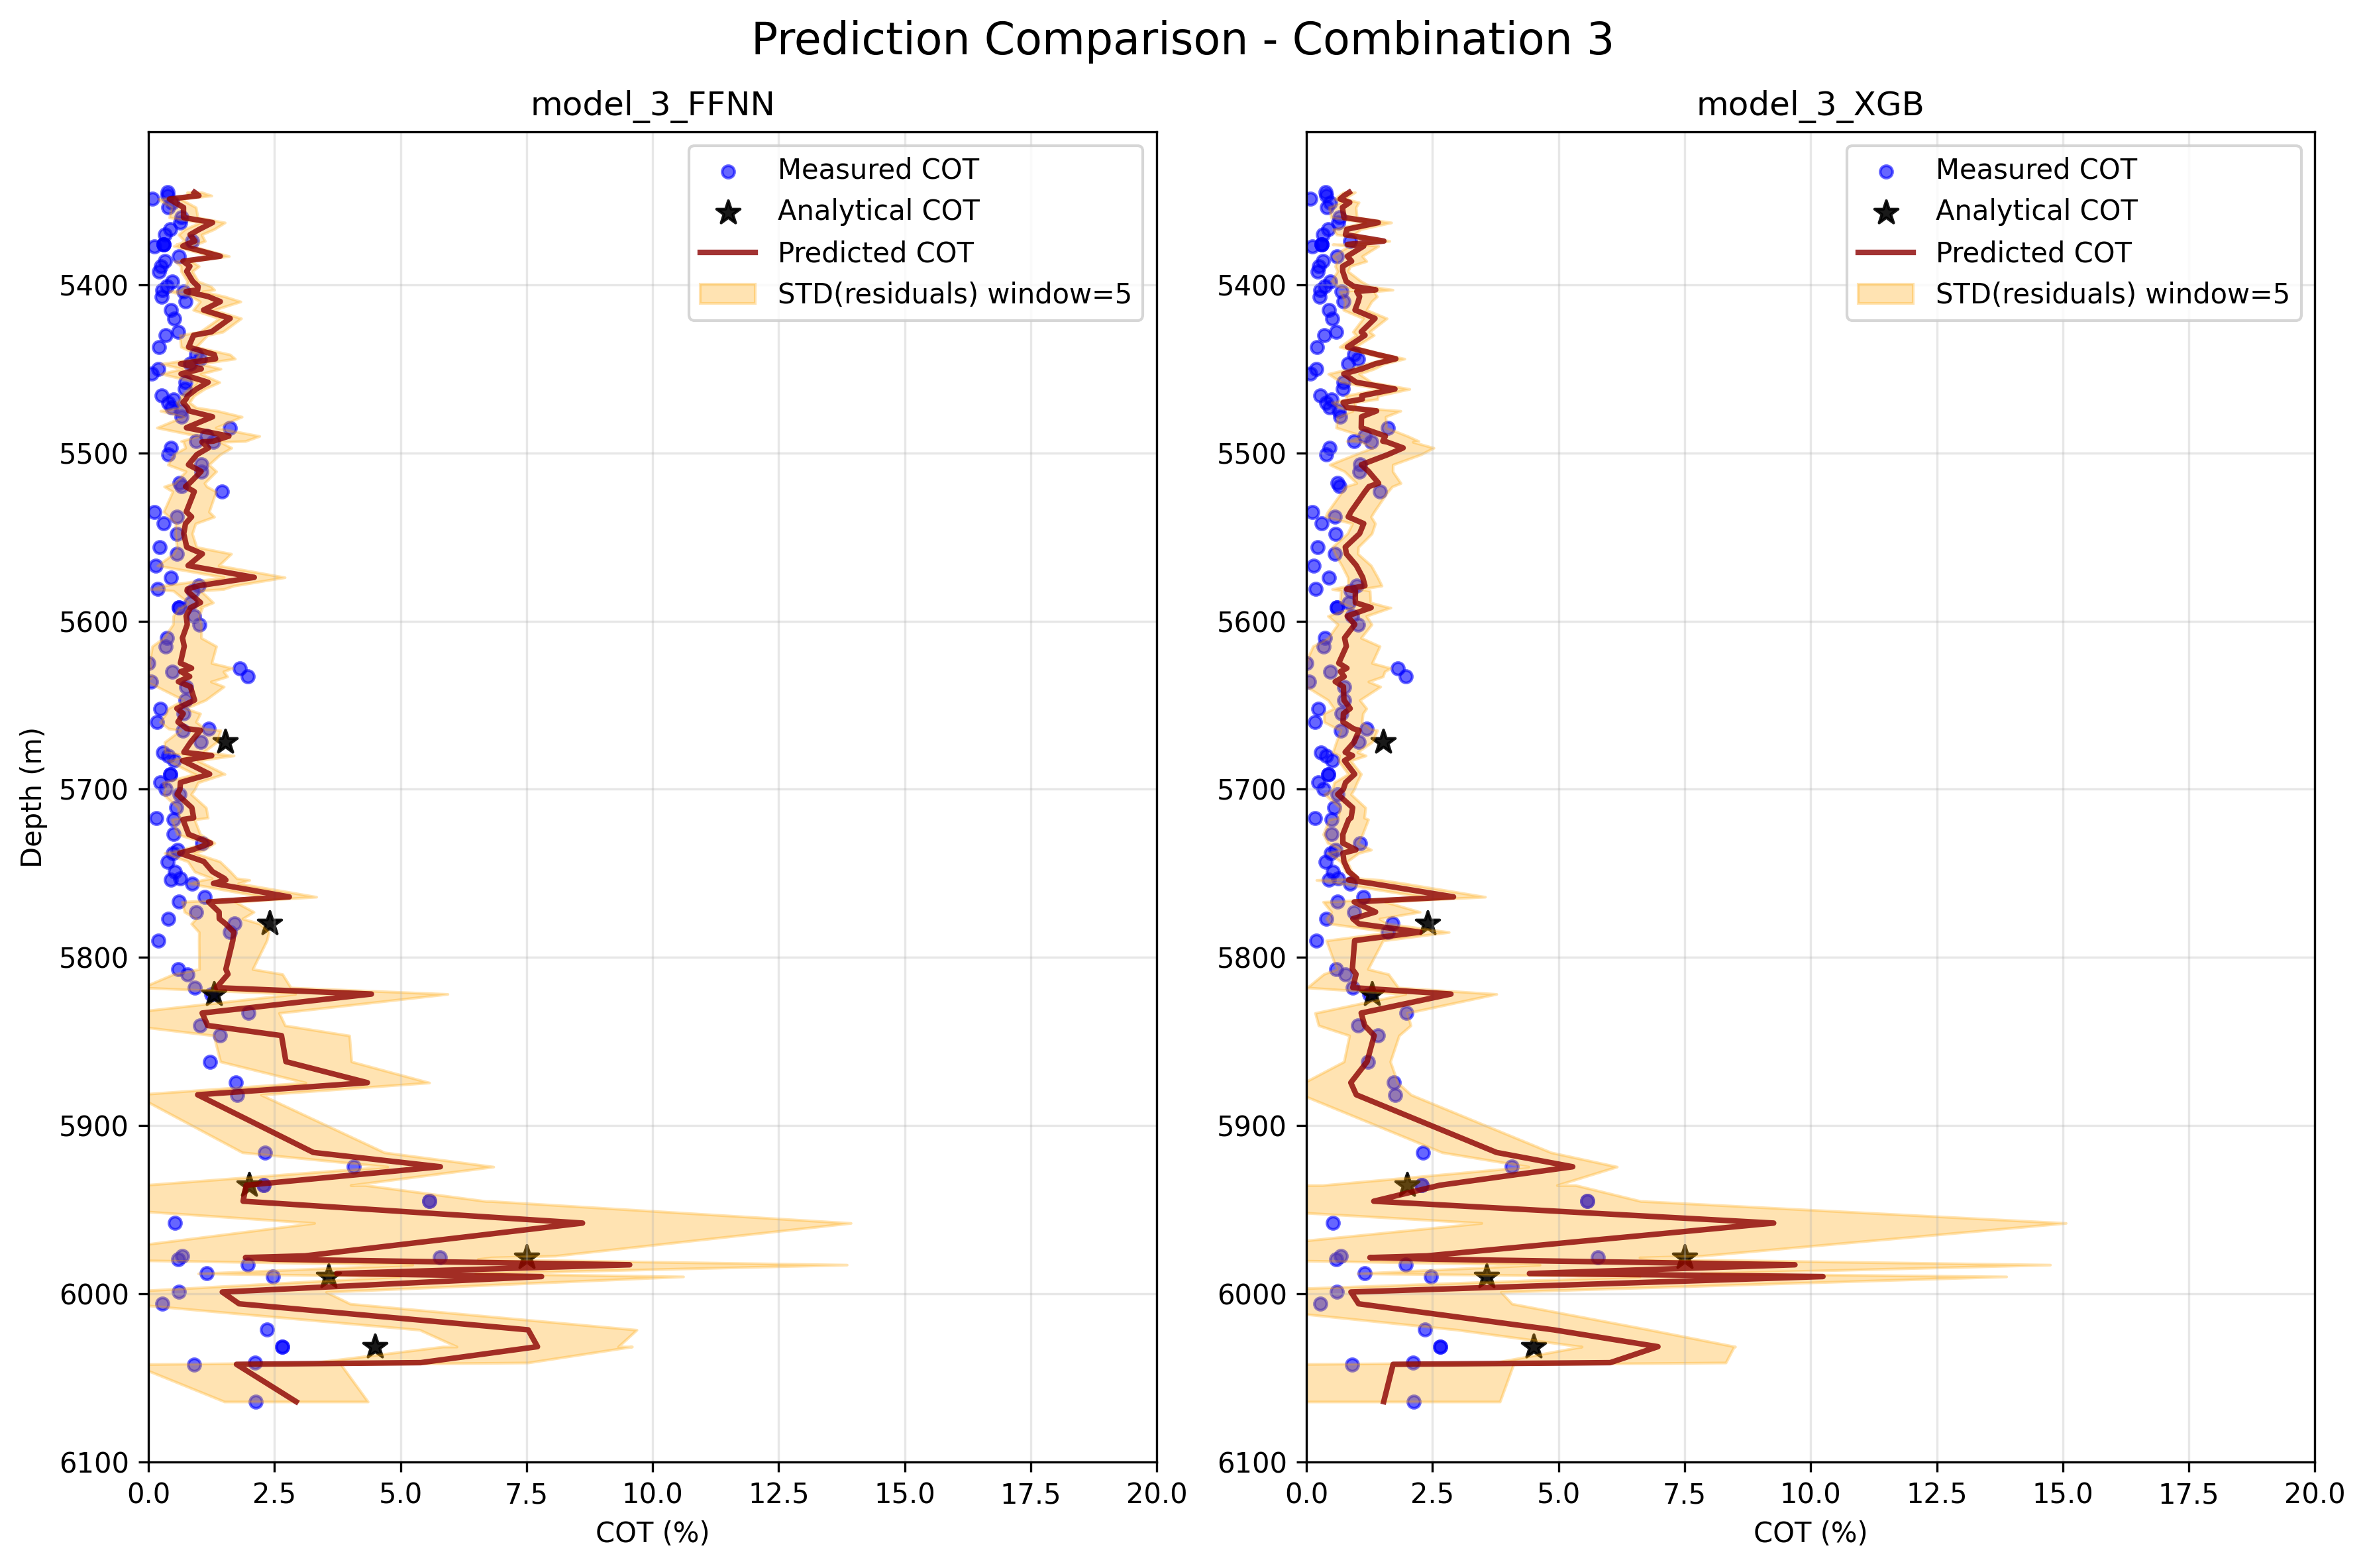 Prediction Comparison - Combination 3
model_3_FFNN
Measured COT
Analytical COT
Predicted COT
STD(residuals) window=5
Depth (m)
5400
5500
5600
5700
5800
5900
6000
6100
0.0 2.5 5.0 7.5 10.0 12.5 15.0 17.5 20.0
COT (%)
model_3_XGB
Measured COT
Analytical COT
Predicted COT
STD(residuals) window=5
5400
5500
5600
5700
5800
5900
6000
6100
0.0 2.5 5.0 7.5 10.0 12.5 15.0 17.5 20.0
COT (%)